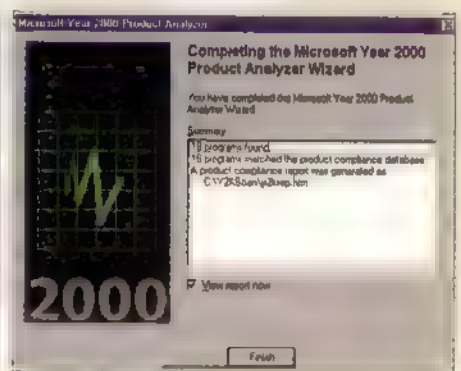 Microsoft Year 2000 Product Analyzer
Completing the Microsoft Year 2000
Product Analyzer Wizard
You have completed the Microsoft Year 2000 Product
Analyzer Wizard
Summary
programs found.
16 programs matched the product compliance database
A product compliance report was generated as
View report now
2000
Finish